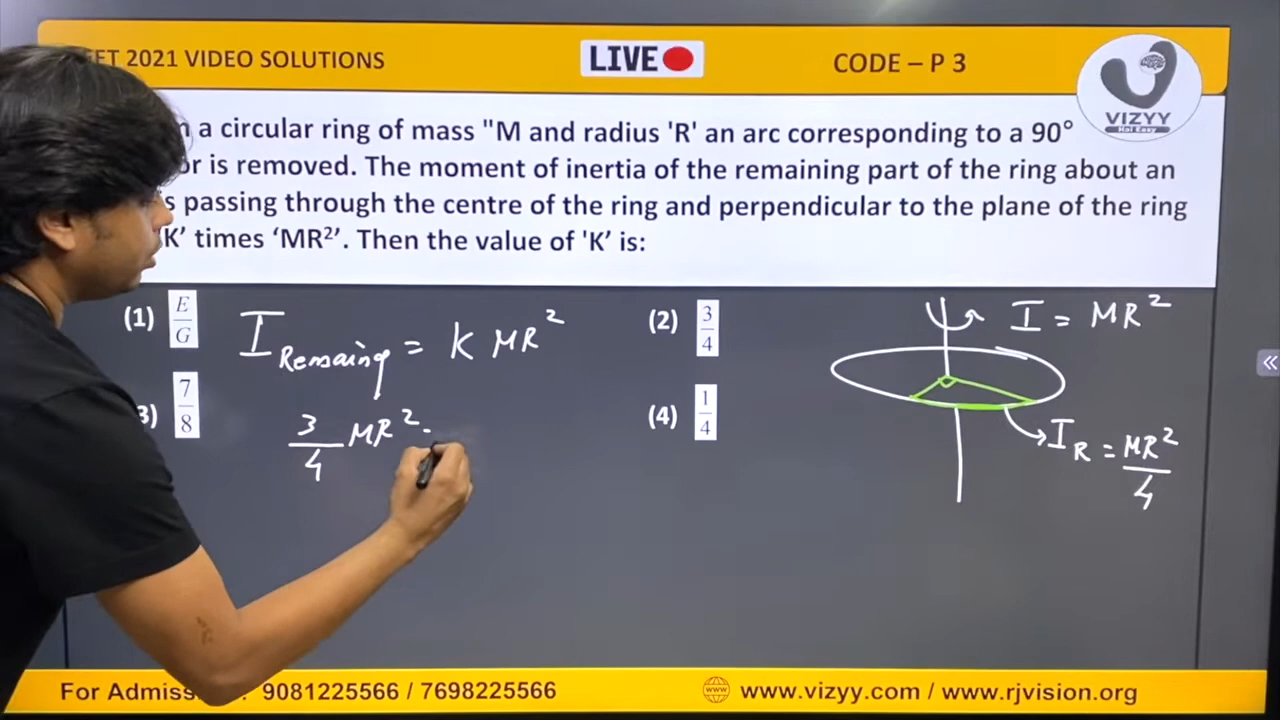 EET 2021 VIDEO SOLUTIONS LIVE CODE – P 3
VIZYY
Hai Easy
a circular ring of mass "M and radius 'R' an arc corresponding to a 90°
or is removed. The moment of inertia of the remaining part of the ring about an
s passing through the centre of the ring and perpendicular to the plane of the ring
K’ times ‘MR²’. Then the value of 'K’ is:
(1) E/G
(2) 3/4
3) 7/8
(4) 1/4
I Remaing = K MR²
3/4 MR²
I = MR²
I_R = MR²/4
For Admiss : 9081225566 / 7698225566 www.vizyy.com / www.rjvision.org